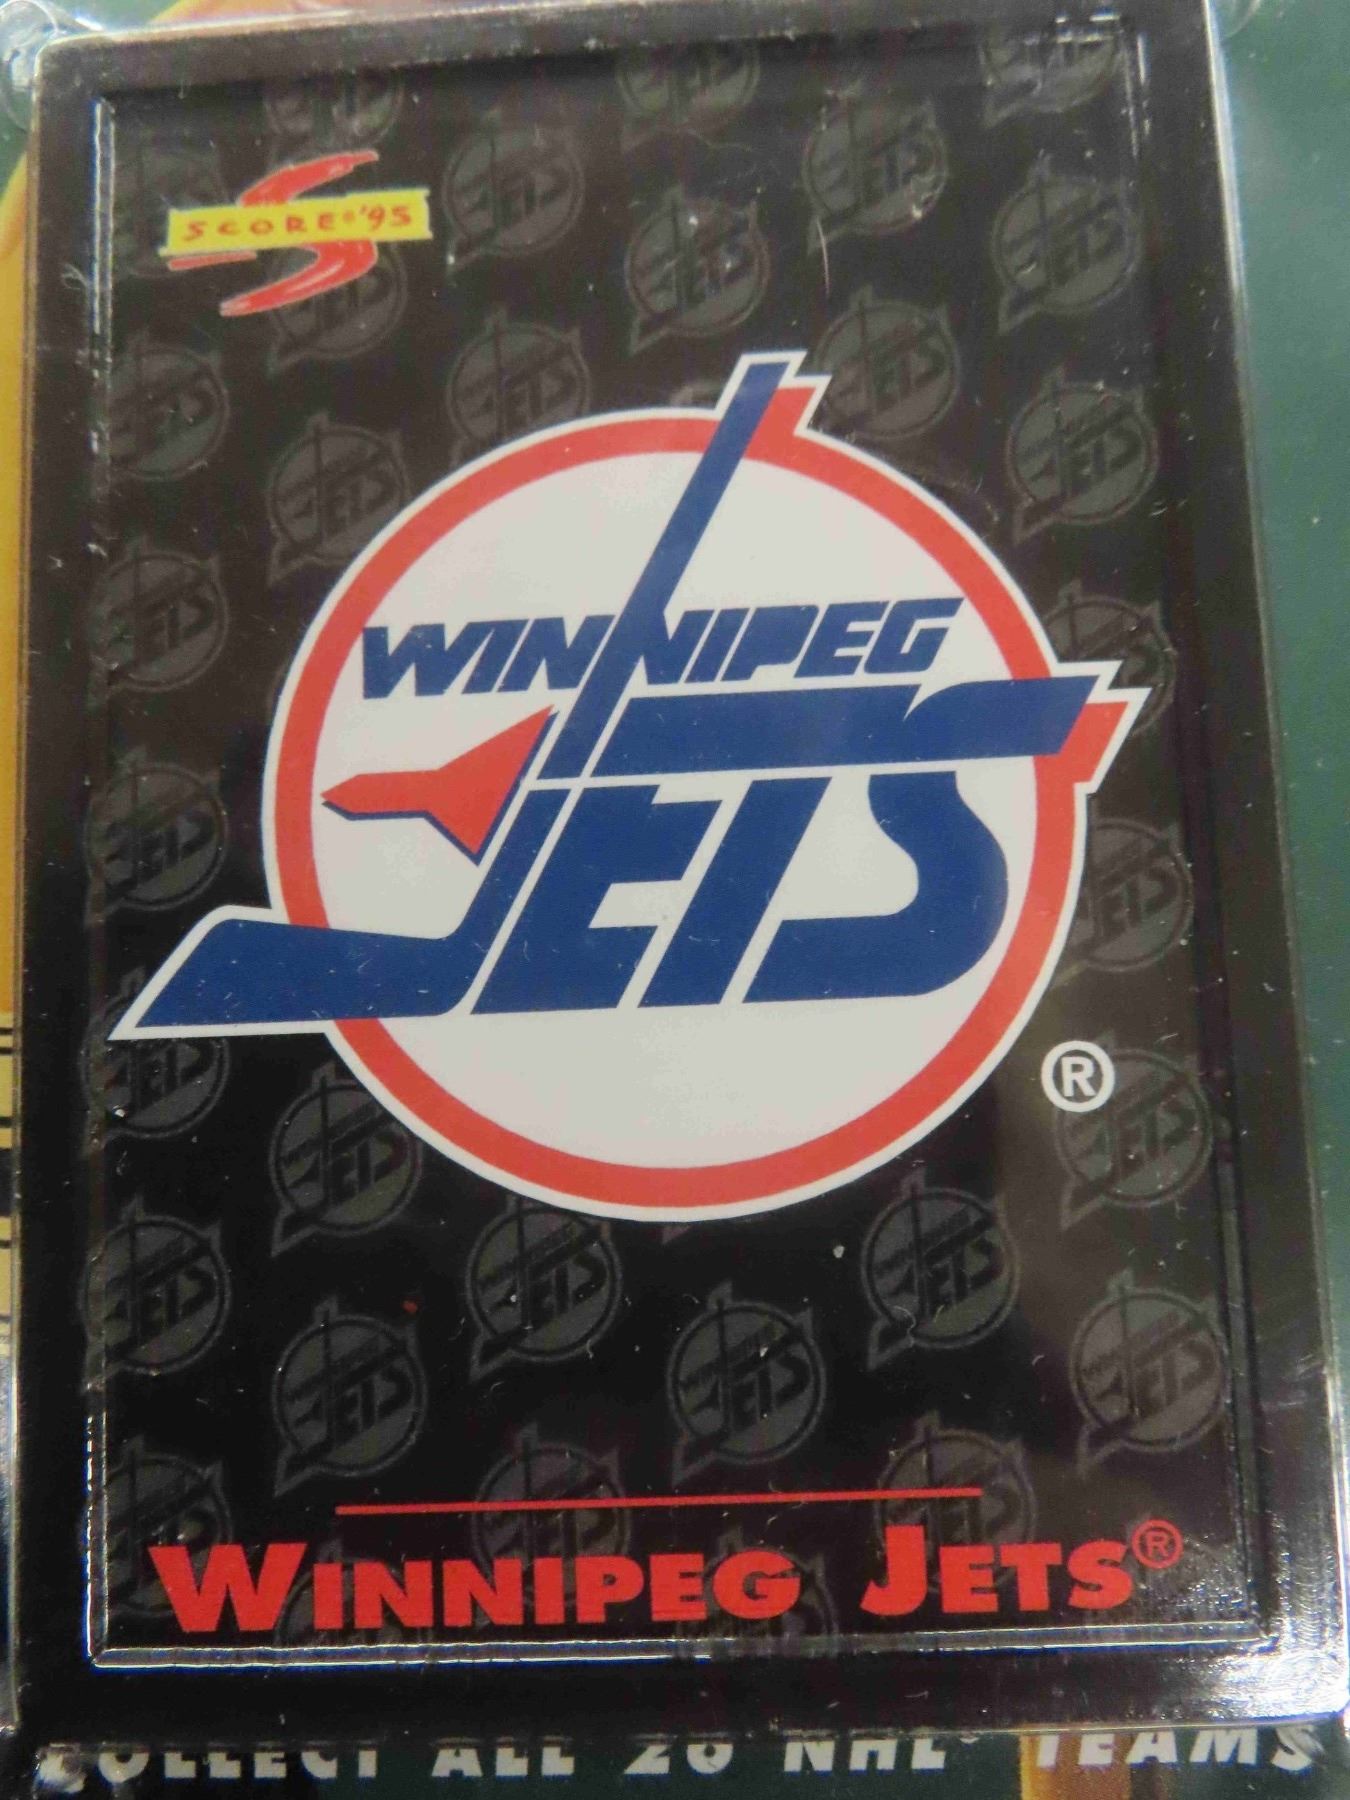 SCORE®'95
WINNIPEG
JETS
®
WINNIPEG JETS®
COLLECT ALL 26 NHL® TEAMS